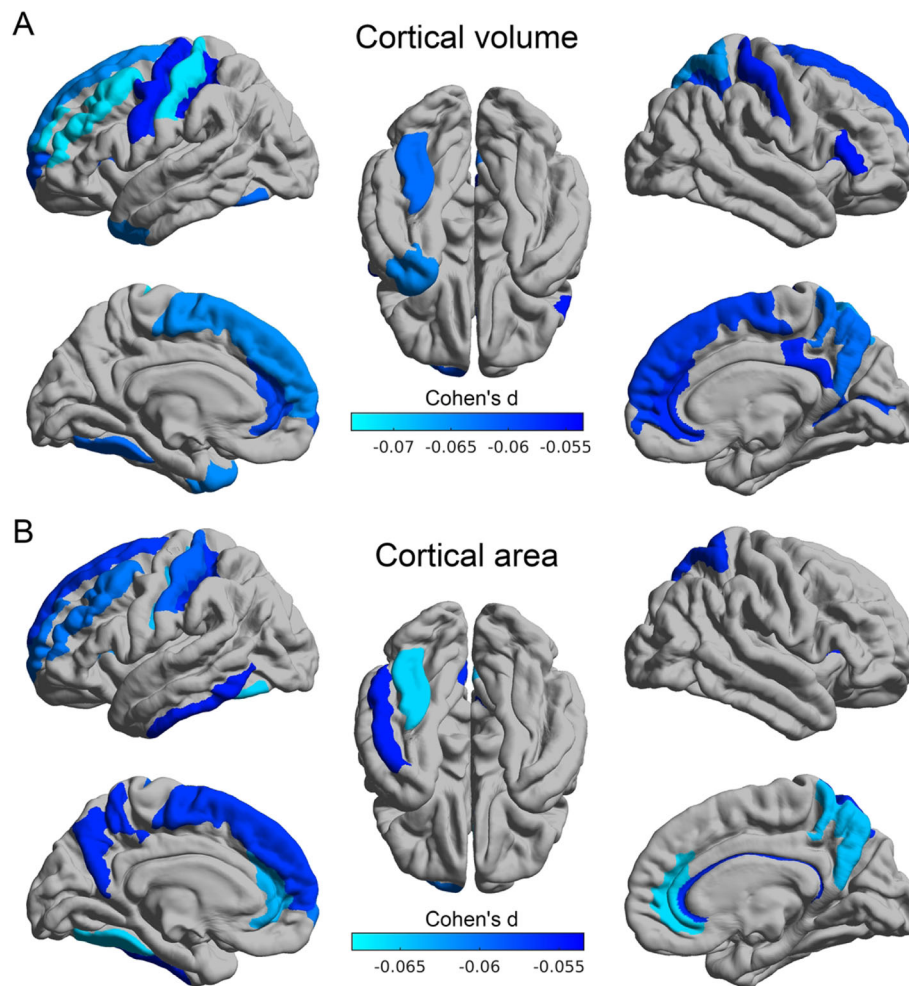 A
Cortical volume
Cohen's d
-0.07 -0.065 -0.06 -0.055
B
Cortical area
Cohen's d
-0.065 -0.06 -0.055